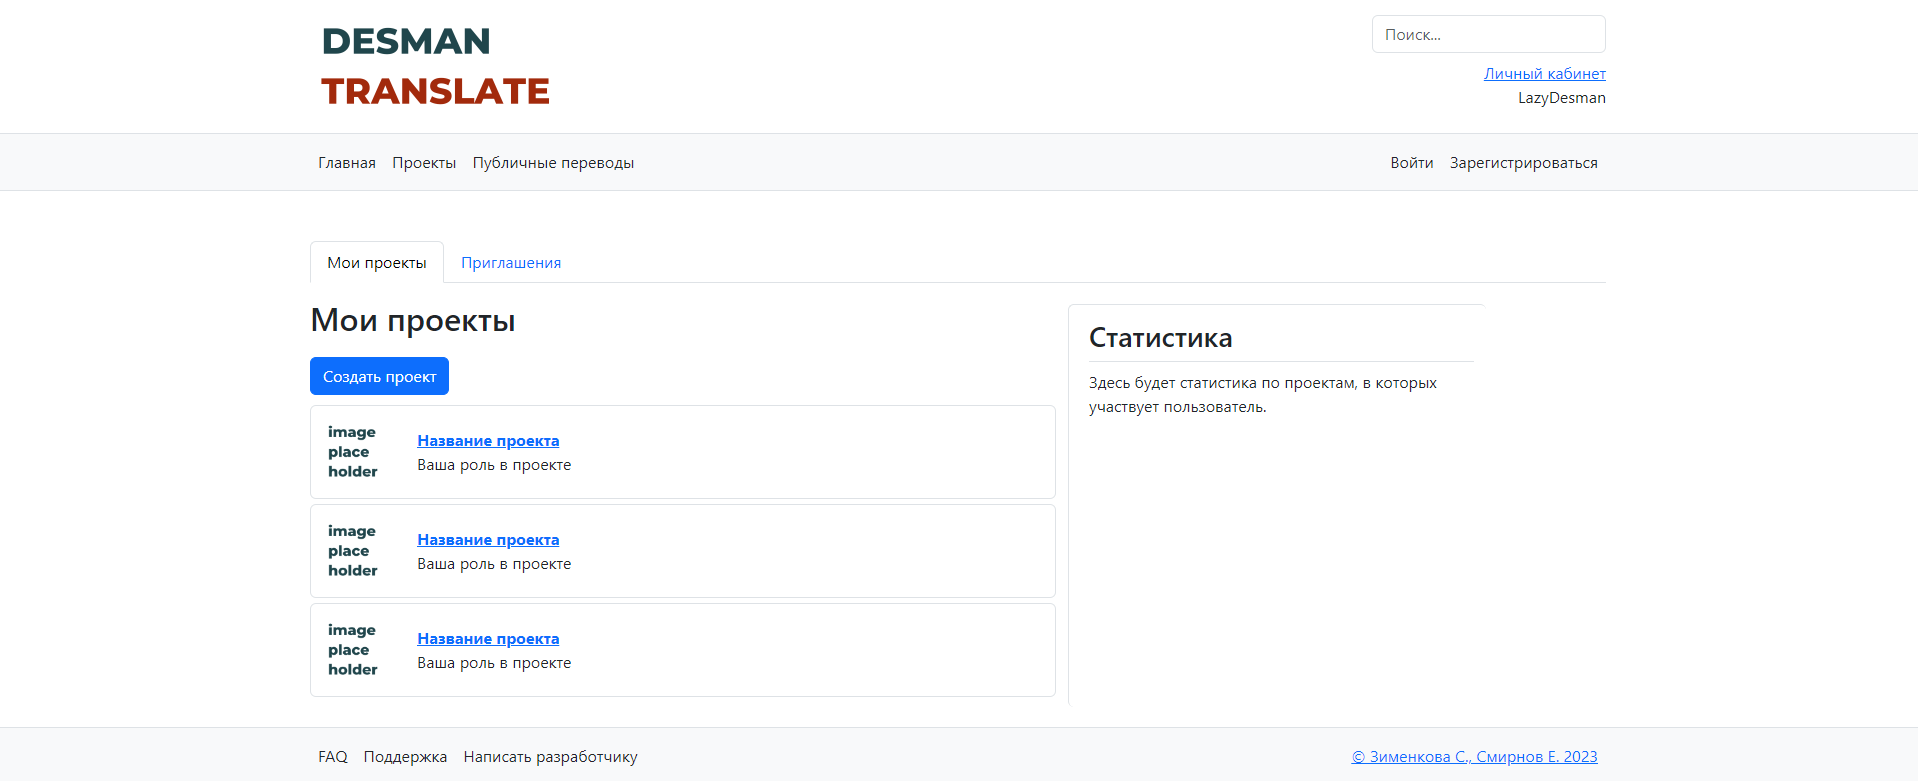 DESMAN
TRANSLATE
Поиск...
Личный кабинет
LazyDesman
Главная Проекты Публичные переводы
Войти Зарегистрироваться
Мои проекты Приглашения
Мои проекты
Создать проект
image
place
holder
Название проекта
Ваша роль в проекте
image
place
holder
Название проекта
Ваша роль в проекте
image
place
holder
Название проекта
Ваша роль в проекте
Статистика
Здесь будет статистика по проектам, в которых
участвует пользователь.
FAQ Поддержка Написать разработчику
© Зименкова С., Смирнов Е. 2023